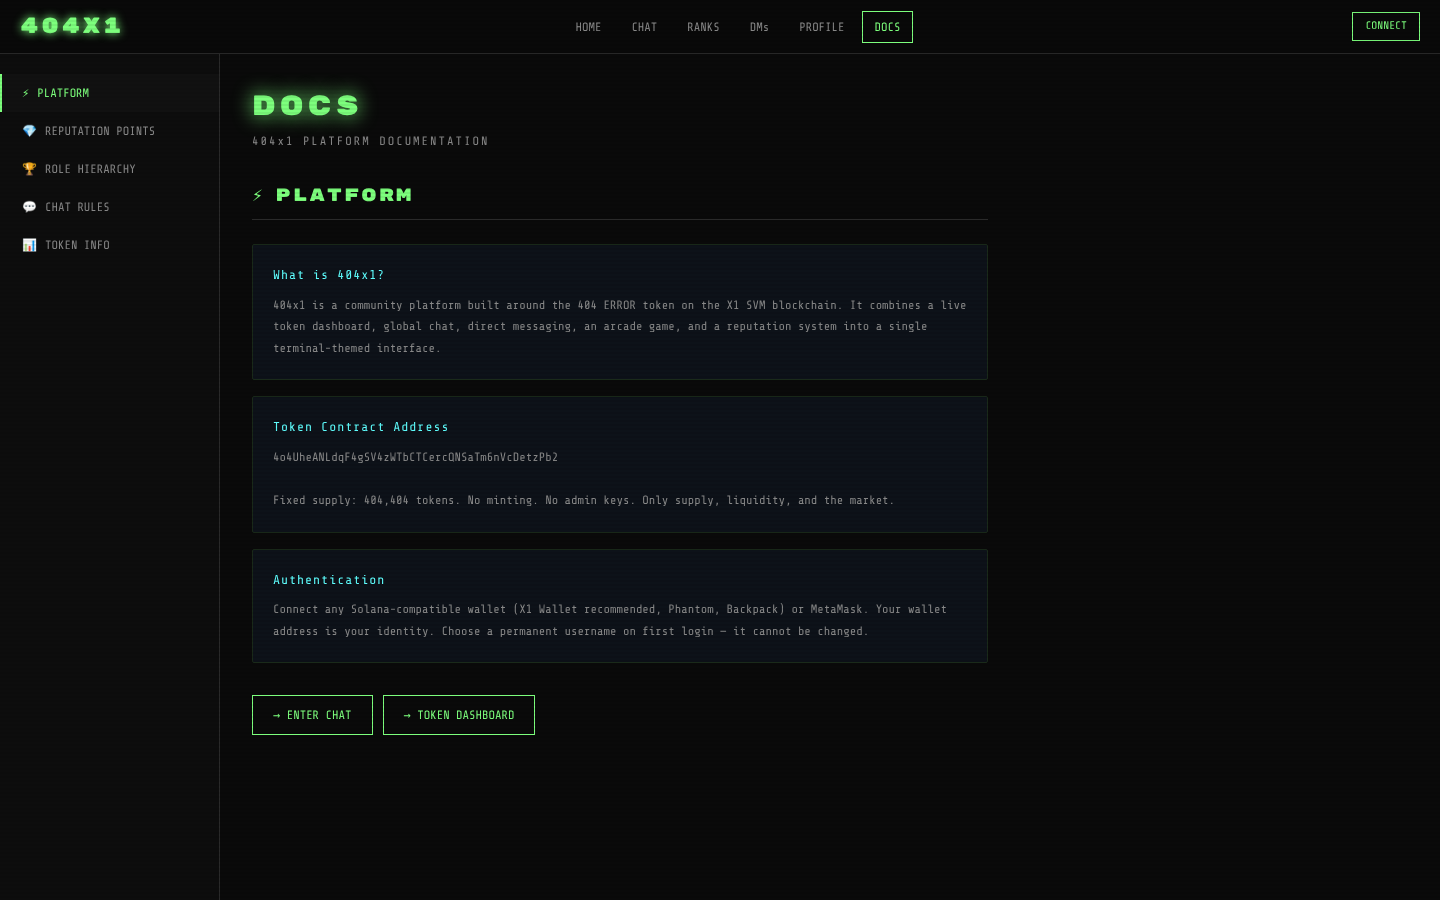 404X1
HOME CHAT RANKS DMs PROFILE DOCS
CONNECT
⚡ PLATFORM
💎 REPUTATION POINTS
🏆 ROLE HIERARCHY
💬 CHAT RULES
📊 TOKEN INFO
DOCS
404x1 PLATFORM DOCUMENTATION
⚡ PLATFORM
What is 404x1?
404x1 is a community platform built around the 404 ERROR token on the X1 SVM blockchain. It combines a live
token dashboard, global chat, direct messaging, an arcade game, and a reputation system into a single
terminal-themed interface.
Token Contract Address
4o4UheANLdqF4gSV4zWTbCTCercQNSaTm6nVcDetzPb2
Fixed supply: 404,404 tokens. No minting. No admin keys. Only supply, liquidity, and the market.
Authentication
Connect any Solana-compatible wallet (X1 Wallet recommended, Phantom, Backpack) or MetaMask. Your wallet
address is your identity. Choose a permanent username on first login — it cannot be changed.
→ ENTER CHAT → TOKEN DASHBOARD